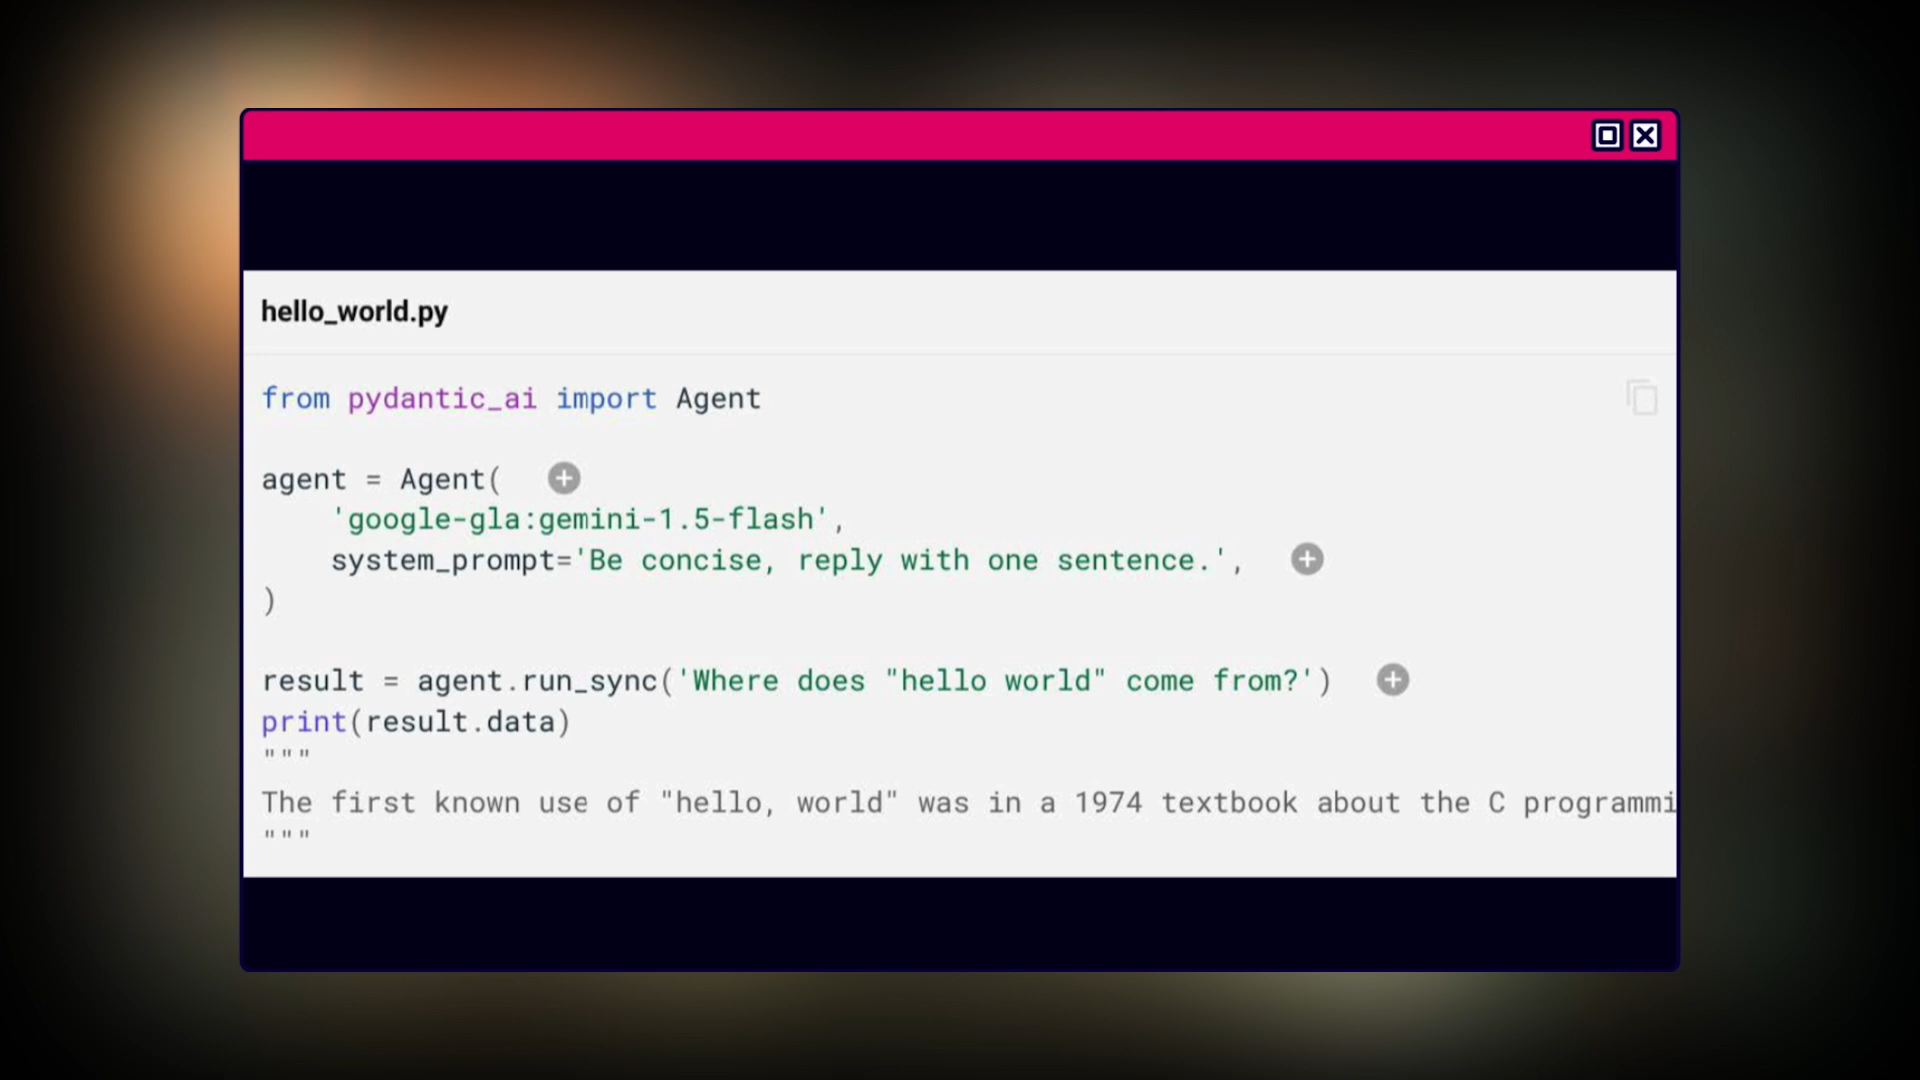 hello_world.py
from pydantic_ai import Agent
agent = Agent(
    'google-gla:gemini-1.5-flash',
    system_prompt='Be concise, reply with one sentence.',
)
result = agent.run_sync('Where does "hello world" come from?')
print(result.data)
"""
The first known use of "hello, world" was in a 1974 textbook about the C programmi
"""